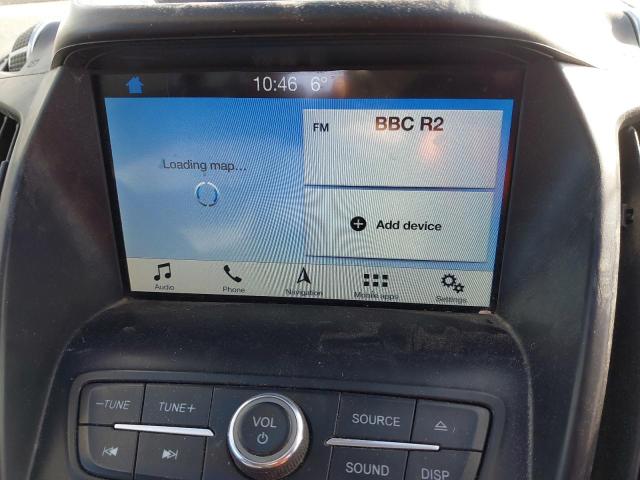 10:46 6°
Loading map...
FM BBC R2
Add device
Audio
Phone
Navigation
Mobile apps
Settings
−TUNE
TUNE+
VOL
SOURCE
SOUND
DISP